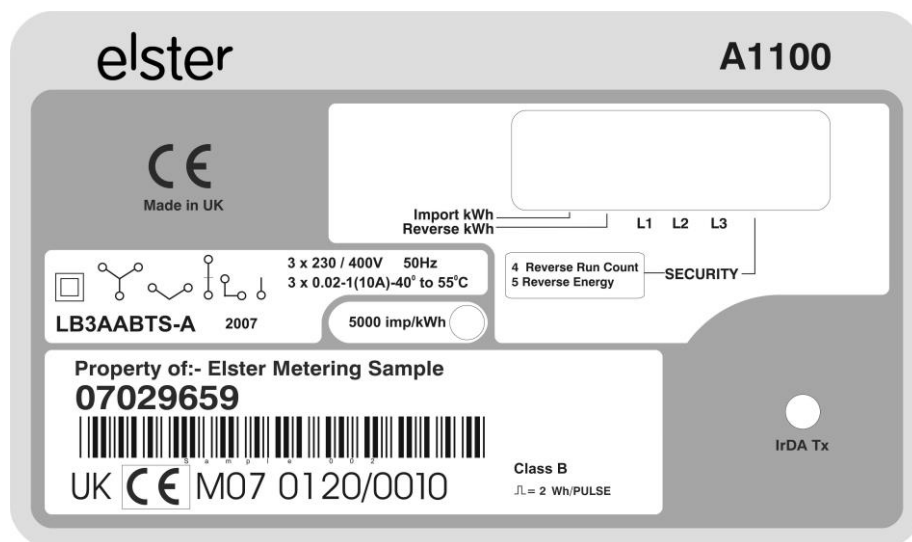 elster
A1100
CE
Made in UK
Import kWh
Reverse kWh
L1 L2 L3
4 Reverse Run Count
5 Reverse Energy
SECURITY
3 x 230 / 400V 50Hz
3 x 0.02-1(10A)-40° to 55°C
LB3AABTS-A 2007
5000 imp/kWh
Property of:- Elster Metering Sample
07029659
Sample 002
UK CE M07 0120/0010
Class B
= 2 Wh/PULSE
IrDA Tx